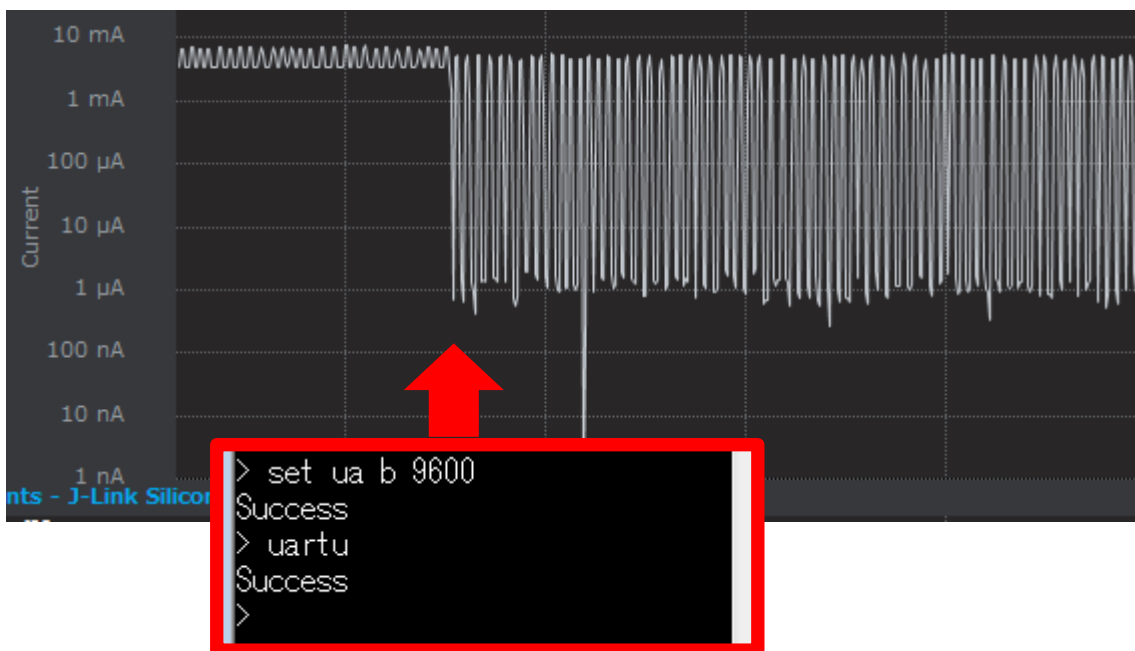 10 mA
1 mA
100 µA
10 µA
1 µA
100 nA
10 nA
1 nA
Current
nts - J-Link Silicon
> set ua b 9600
Success
> uartu
Success
>